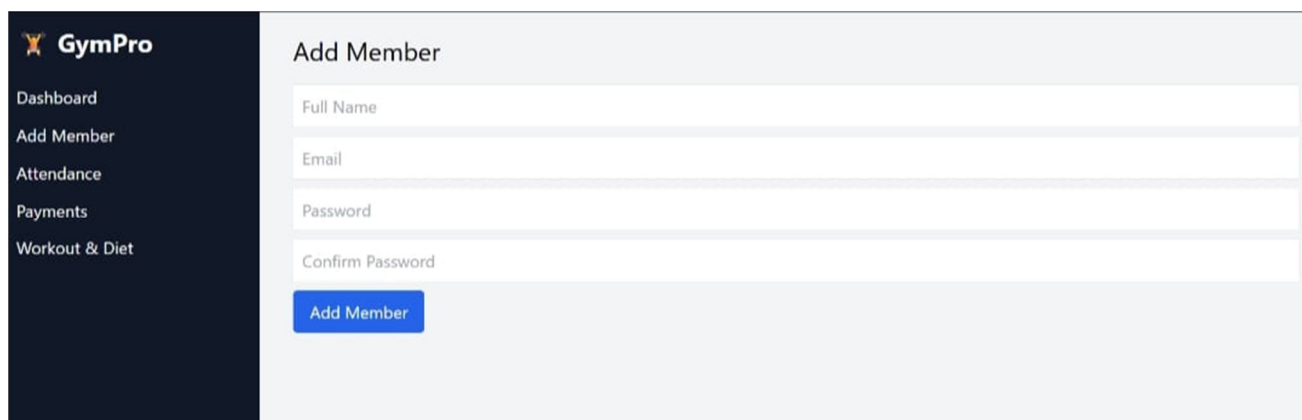 GymPro
Dashboard
Add Member
Attendance
Payments
Workout & Diet
Add Member
Full Name
Email
Password
Confirm Password
Add Member